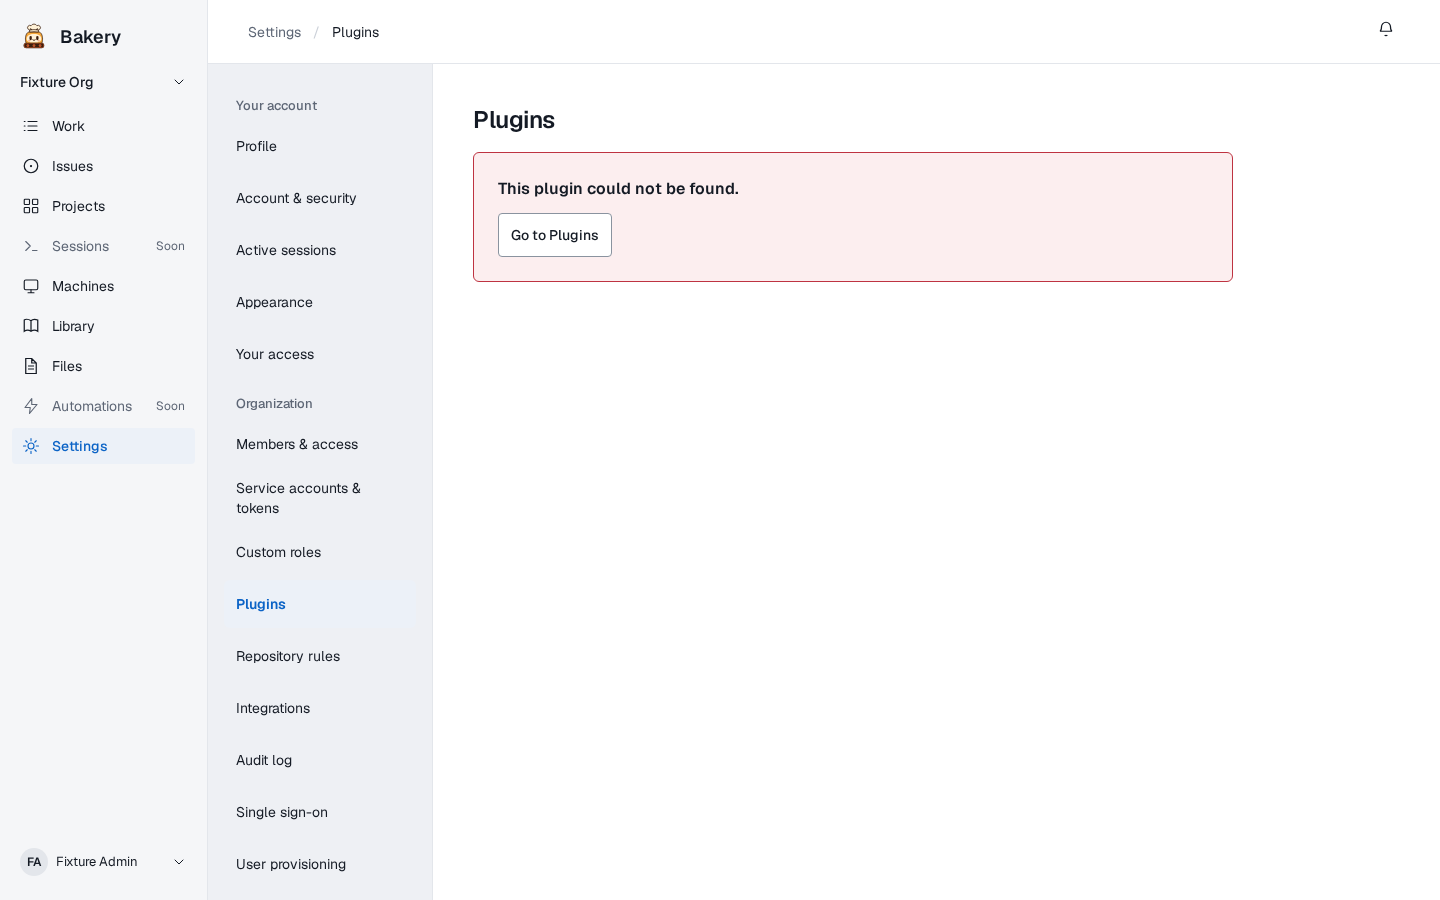 Bakery
Fixture Org
Work
Issues
Projects
Sessions Soon
Machines
Library
Files
Automations Soon
Settings
FA Fixture Admin
Settings / Plugins
Your account
Profile
Account & security
Active sessions
Appearance
Your access
Organization
Members & access
Service accounts &
tokens
Custom roles
Plugins
Repository rules
Integrations
Audit log
Single sign-on
User provisioning
Plugins
This plugin could not be found.
Go to Plugins